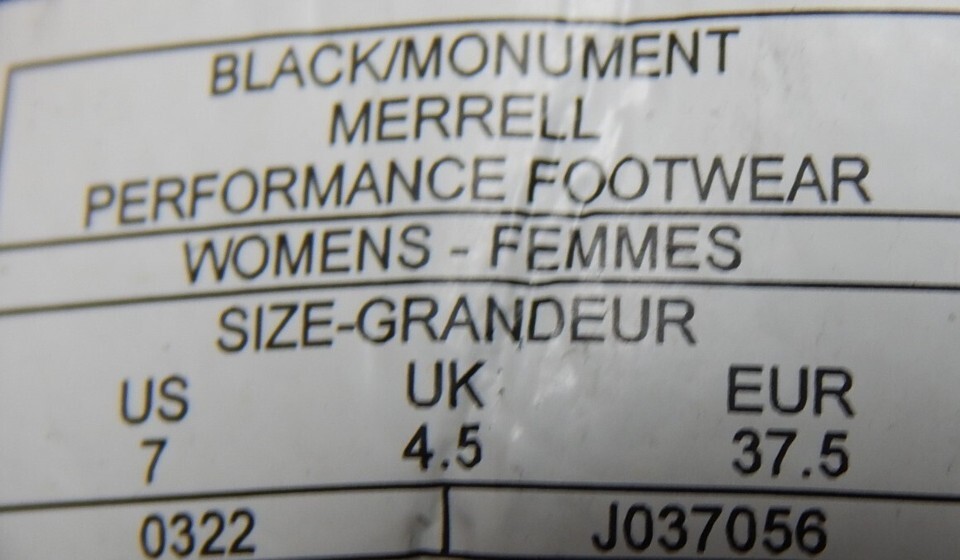 BLACK/MONUMENT
MERRELL
PERFORMANCE FOOTWEAR
WOMENS - FEMMES
SIZE-GRANDEUR
US UK EUR
7 4.5 37.5
0322 J037056